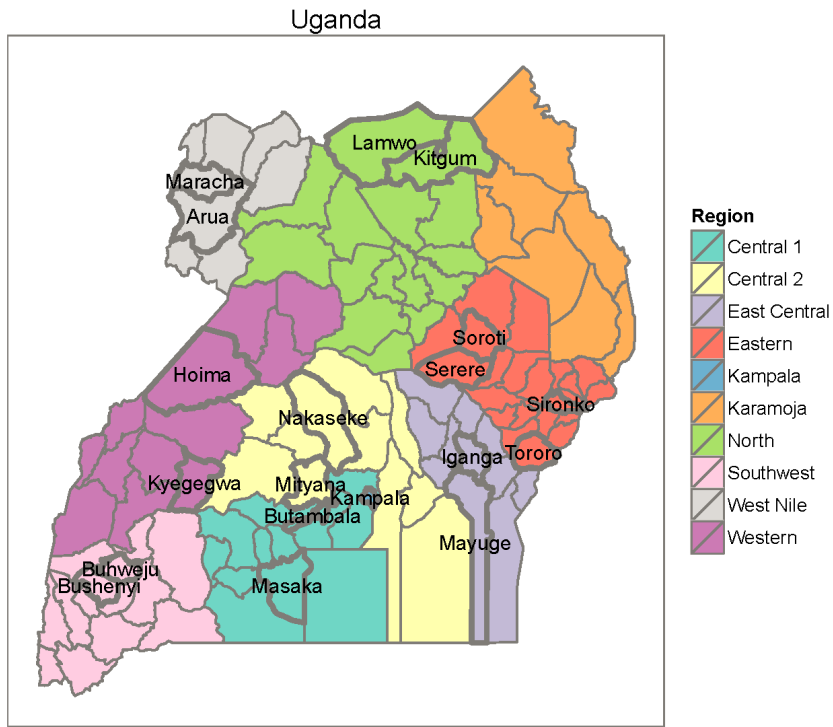 Uganda
Lamwo
Kitgum
Maracha
Arua
Soroti
Serere
Hoima
Sironko
Nakaseke
Iganga
Tororo
Kyegegwa
Mityana
Kampala
Butambala
Mayuge
Buhweju
Bushenyi
Masaka
Region
Central 1
Central 2
East Central
Eastern
Kampala
Karamoja
North
Southwest
West Nile
Western